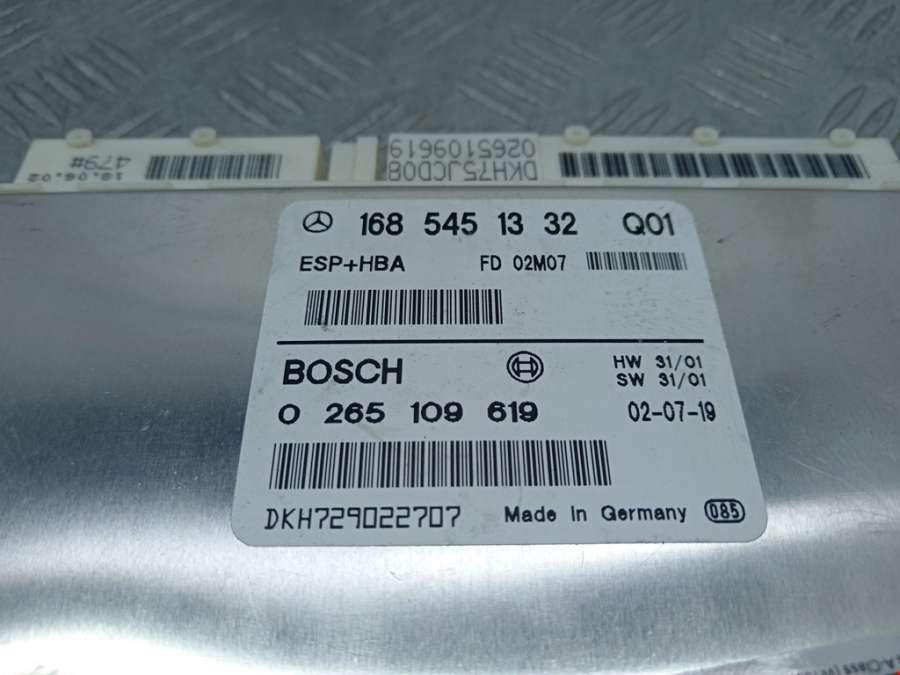 479#
18.06.02
0265109619
DKH75JCD08
168 545 13 32 Q01
ESP+HBA FD 02M07
BOSCH
HW 31/01
SW 31/01
0 265 109 619 02-07-19
DKH729022707 Made in Germany 085
A-Class